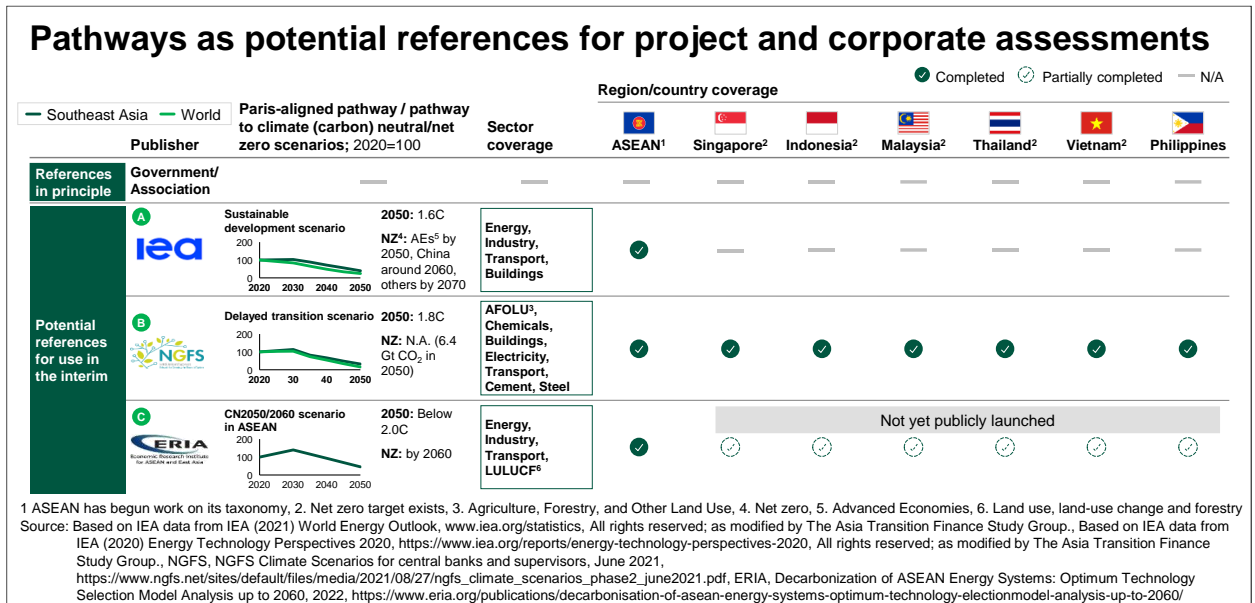 Pathways as potential references for project and corporate assessments
Completed Partially completed N/A
Region/country coverage
Southeast Asia World
Publisher
Paris-aligned pathway / pathway
to climate (carbon) neutral/net
zero scenarios; 2020=100
Sector
coverage
ASEAN¹ Singapore² Indonesia² Malaysia² Thailand² Vietnam² Philippines
References
in principle
Government/
Association
Potential
references
for use in
the interim
A
iea
Sustainable
development scenario
200
100
0
2020 2030 2040 2050
2050: 1.6C
NZ⁴: AEs⁵ by
2050, China
around 2060,
others by 2070
Energy,
Industry,
Transport,
Buildings
B
NGFS
Delayed transition scenario
200
100
0
2020 30 40 2050
2050: 1.8C
NZ: N.A. (6.4
Gt CO₂ in
2050)
AFOLU³,
Chemicals,
Buildings,
Electricity,
Transport,
Cement, Steel
C
ERIA
Economic Research Institute
for ASEAN and East Asia
CN2050/2060 scenario
in ASEAN
200
100
0
2020 2030 2040 2050
2050: Below
2.0C
NZ: by 2060
Energy,
Industry,
Transport,
LULUCF⁶
Not yet publicly launched
1 ASEAN has begun work on its taxonomy, 2. Net zero target exists, 3. Agriculture, Forestry, and Other Land Use, 4. Net zero, 5. Advanced Economies, 6. Land use, land-use change and forestry
Source: Based on IEA data from IEA (2021) World Energy Outlook, www.iea.org/statistics, All rights reserved; as modified by The Asia Transition Finance Study Group., Based on IEA data from
IEA (2020) Energy Technology Perspectives 2020, https://www.iea.org/reports/energy-technology-perspectives-2020, All rights reserved; as modified by The Asia Transition Finance
Study Group., NGFS, NGFS Climate Scenarios for central banks and supervisors, June 2021,
https://www.ngfs.net/sites/default/files/media/2021/08/27/ngfs_climate_scenarios_phase2_june2021.pdf, ERIA, Decarbonization of ASEAN Energy Systems: Optimum Technology
Selection Model Analysis up to 2060, 2022, https://www.eria.org/publications/decarbonisation-of-asean-energy-systems-optimum-technology-electionmodel-analysis-up-to-2060/